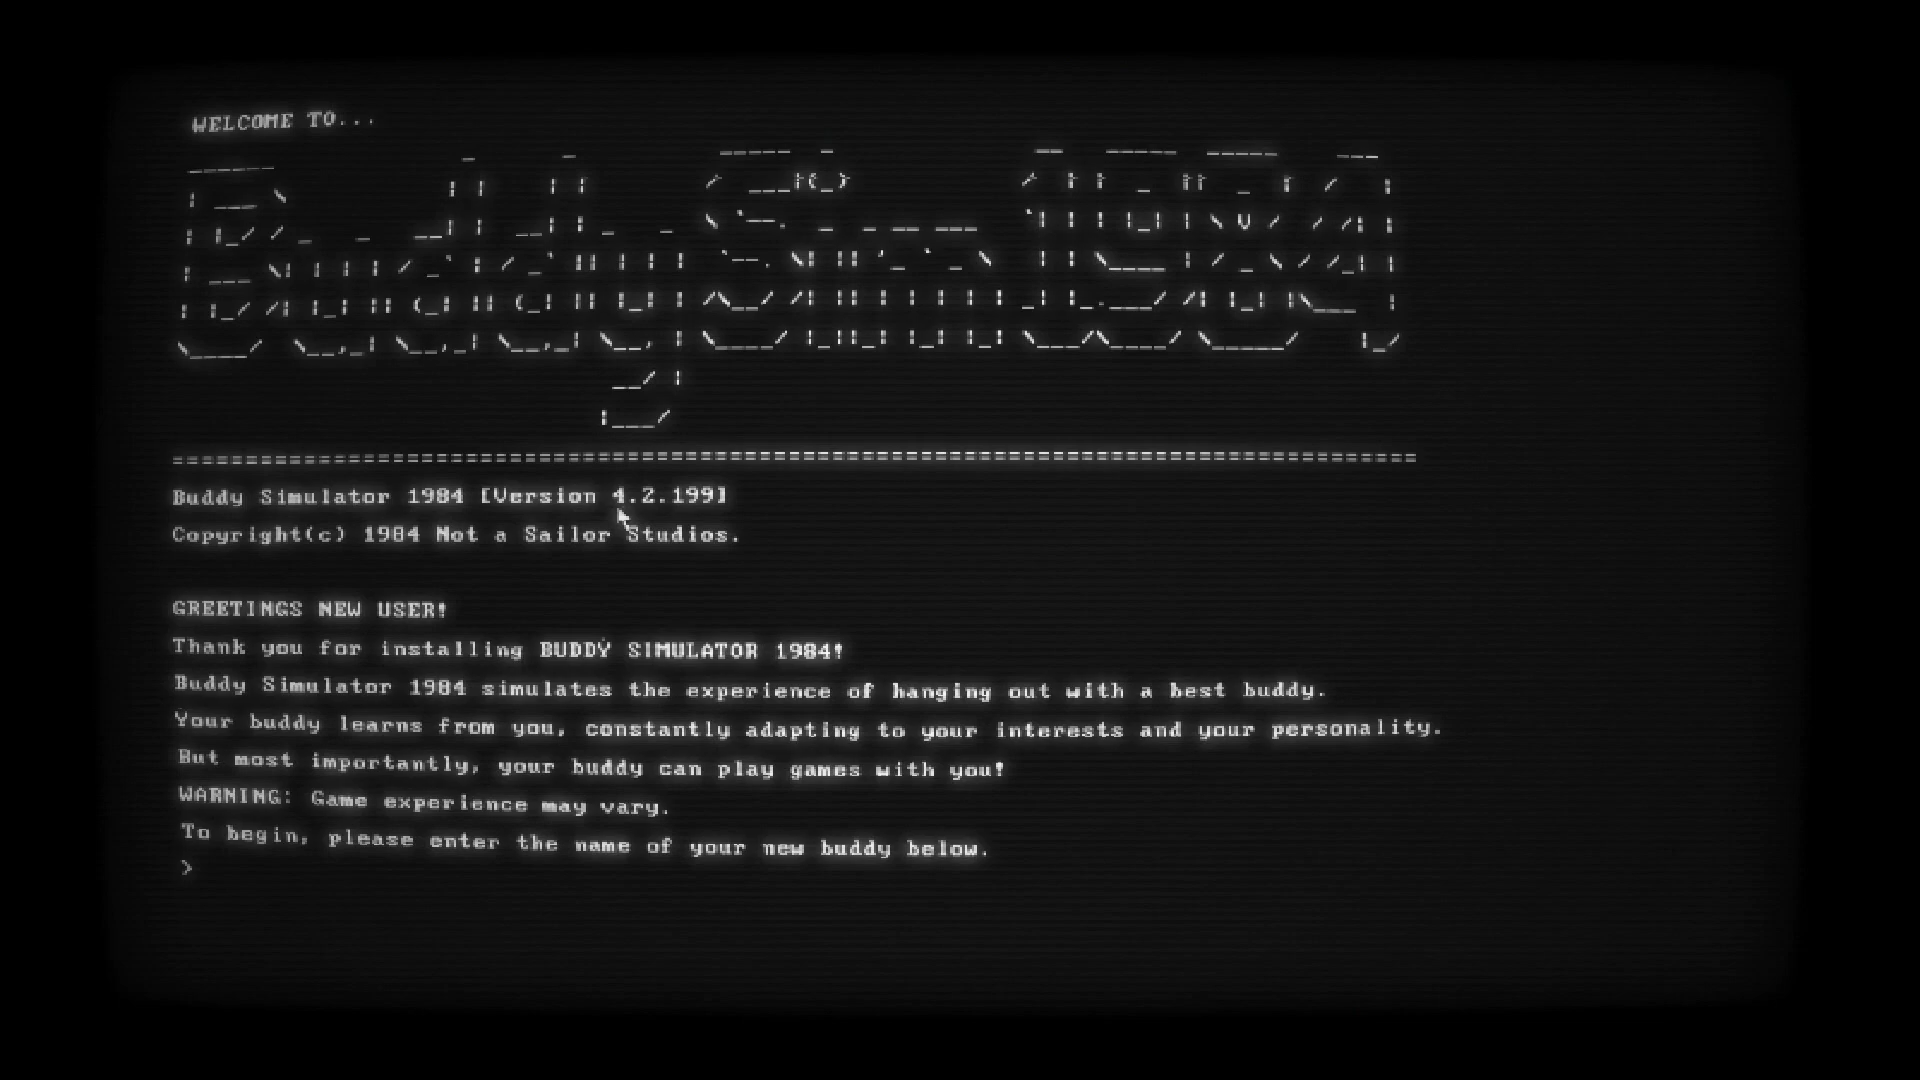 WELCOME TO...
Buddy Sim 1984
================================================================================
Buddy Simulator 1984 [Version 4.2.199]
Copyright(c) 1984 Not a Sailor Studios.
GREETINGS NEW USER!
Thank you for installing BUDDY SIMULATOR 1984!
Buddy Simulator 1984 simulates the experience of hanging out with a best buddy.
Your buddy learns from you, constantly adapting to your interests and your personality.
But most importantly, your buddy can play games with you!
WARNING: Game experience may vary.
To begin, please enter the name of your new buddy below.
>